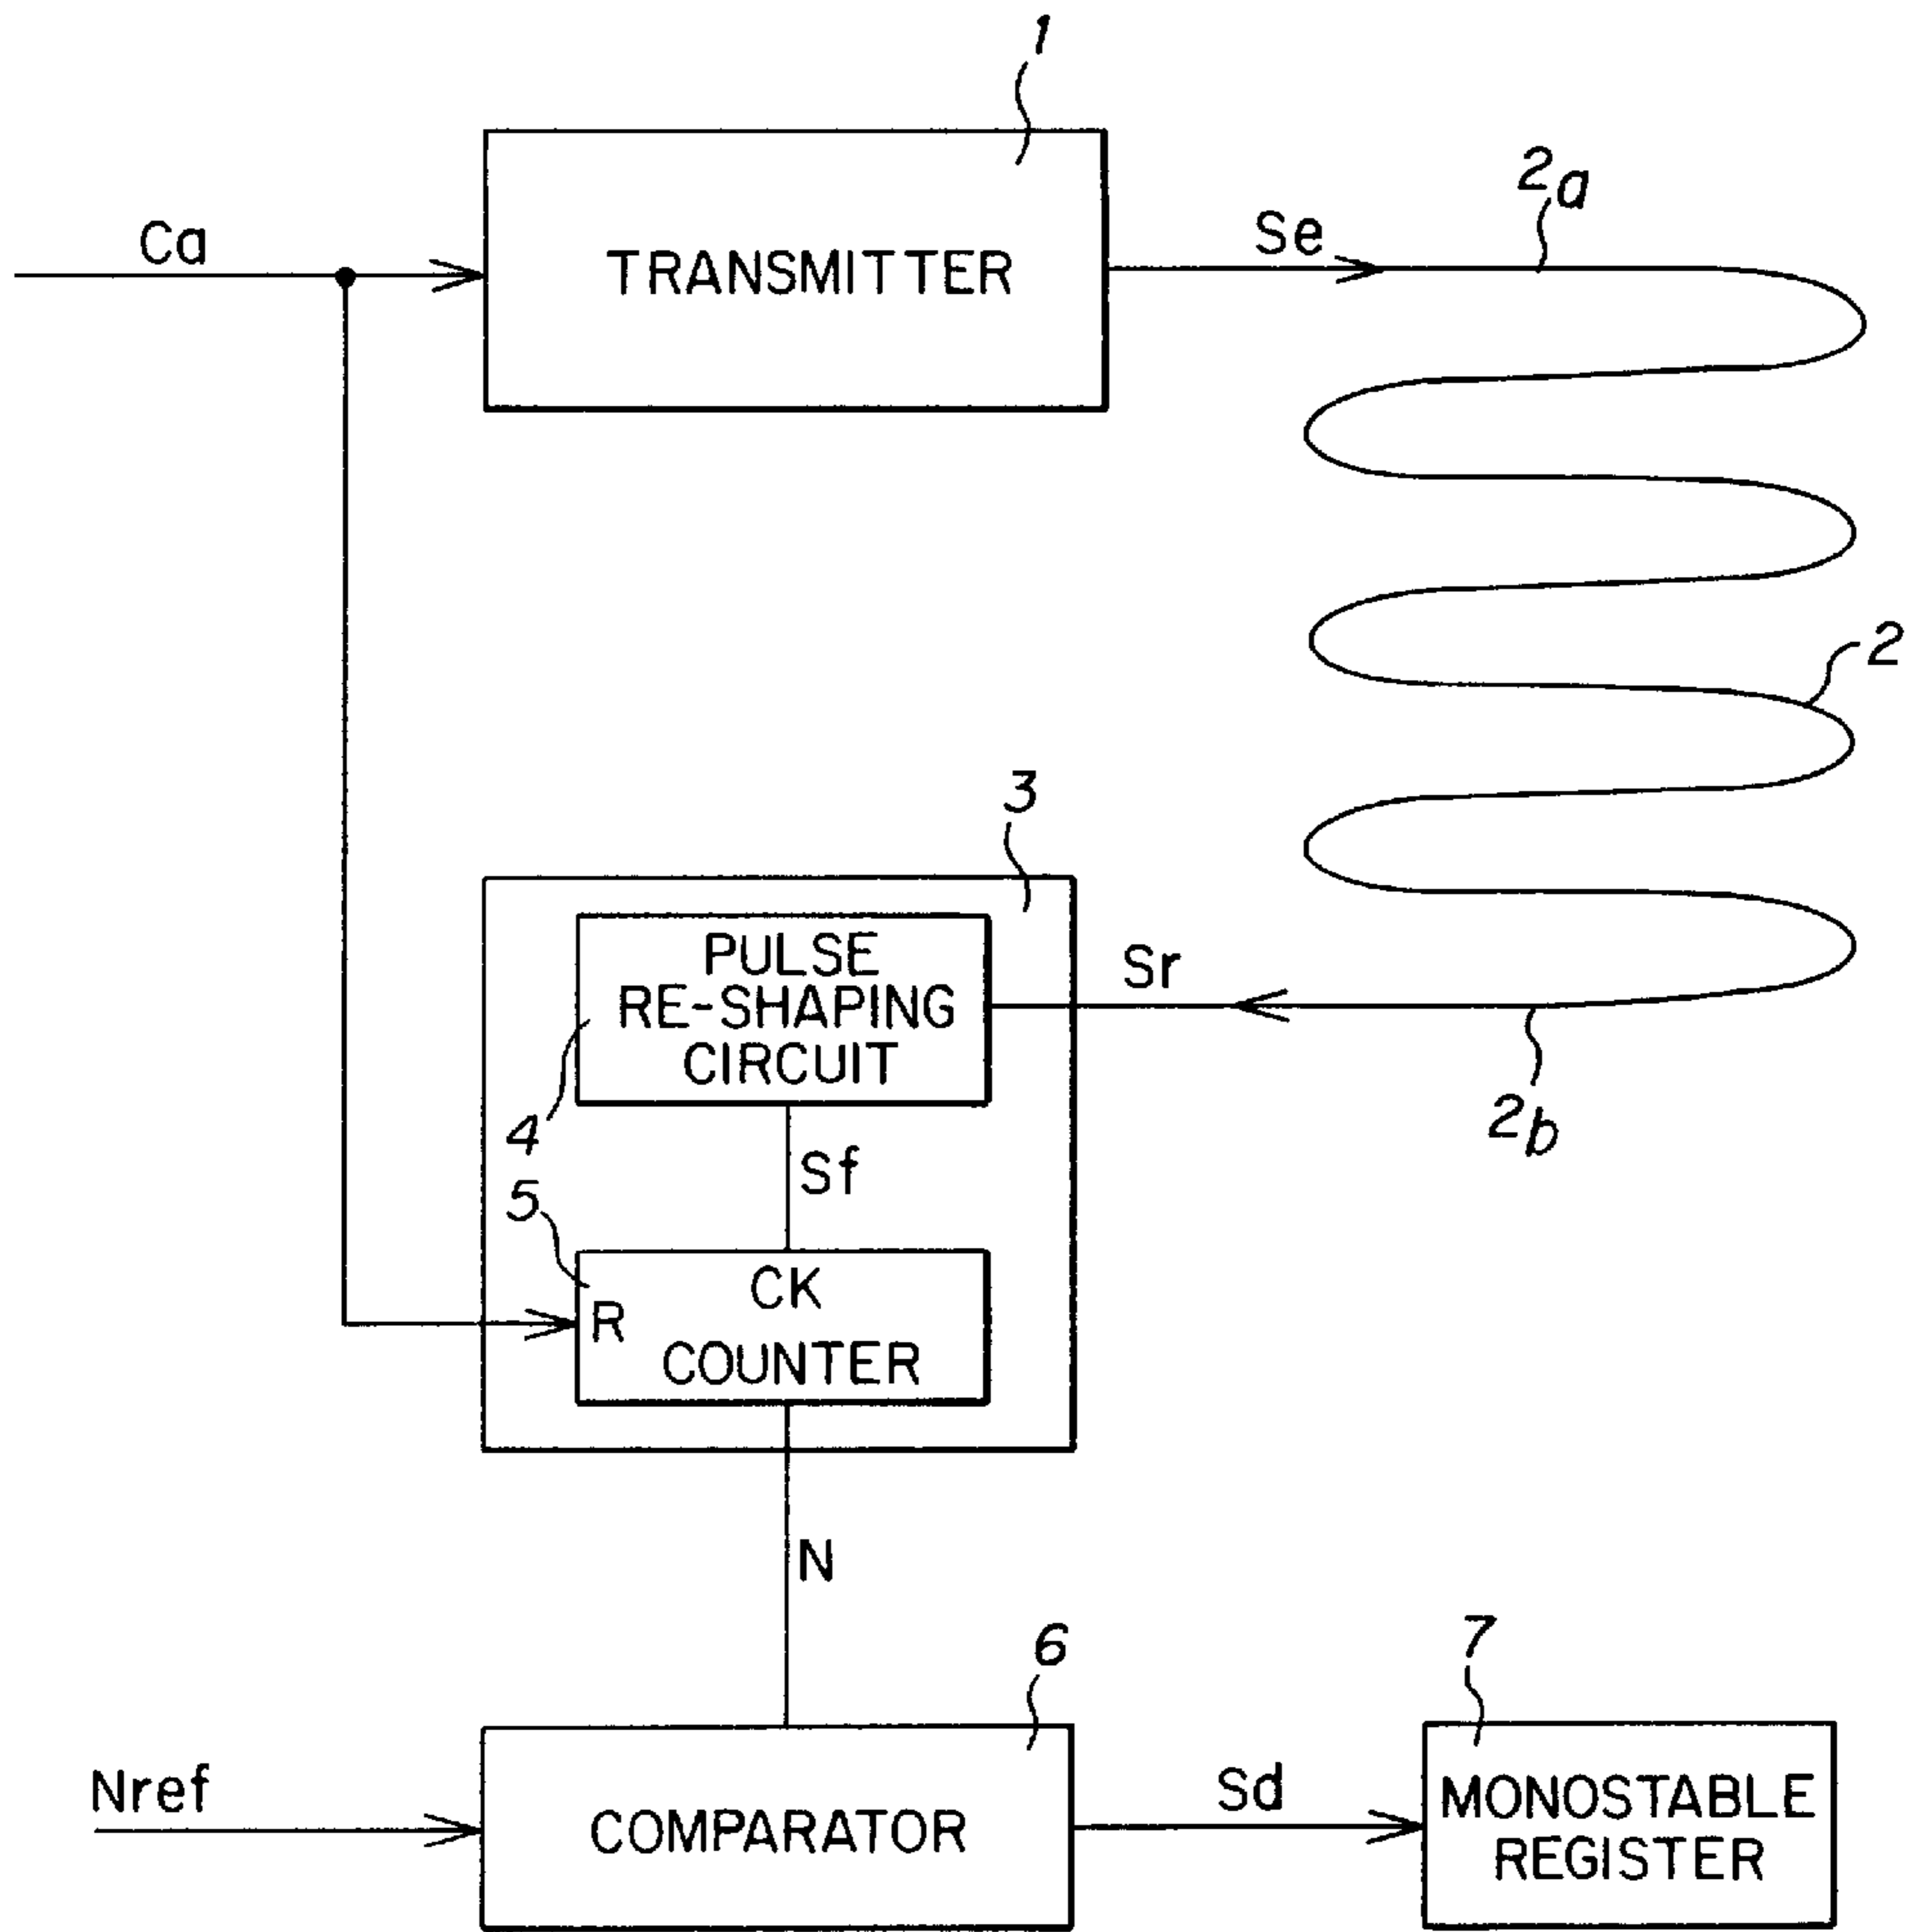 1
2a
Ca
Se
TRANSMITTER
2
3
PULSE
RE-SHAPING
CIRCUIT
Sr
4
2b
Sf
5
CK
R
COUNTER
N
6
7
Nref
Sd
COMPARATOR
MONOSTABLE
REGISTER